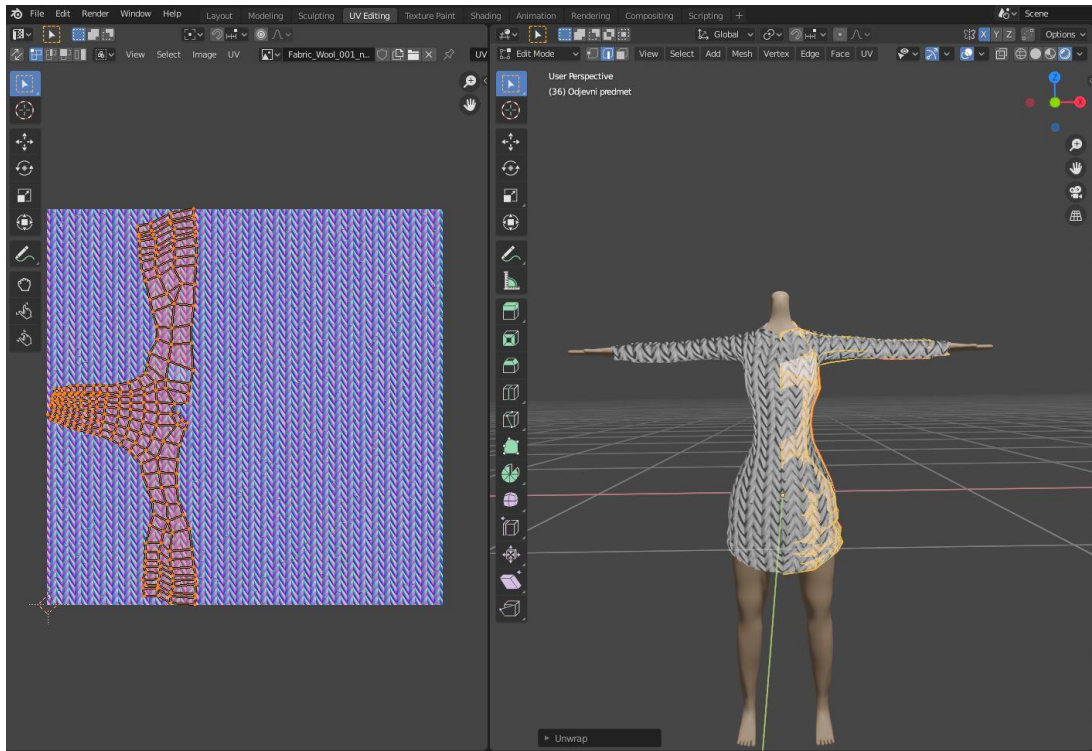 File Edit Render Window Help Layout Modeling Sculpting UV Editing Texture Paint Shading Animation Rendering Compositing Scripting + Scene
Global X Y Z Options
View Select Image UV Fabric_Wool_001_n... UV
Edit Mode View Select Add Mesh Vertex Edge Face UV
User Perspective
(36) Odjevni predmet
Z
X
Unwrap